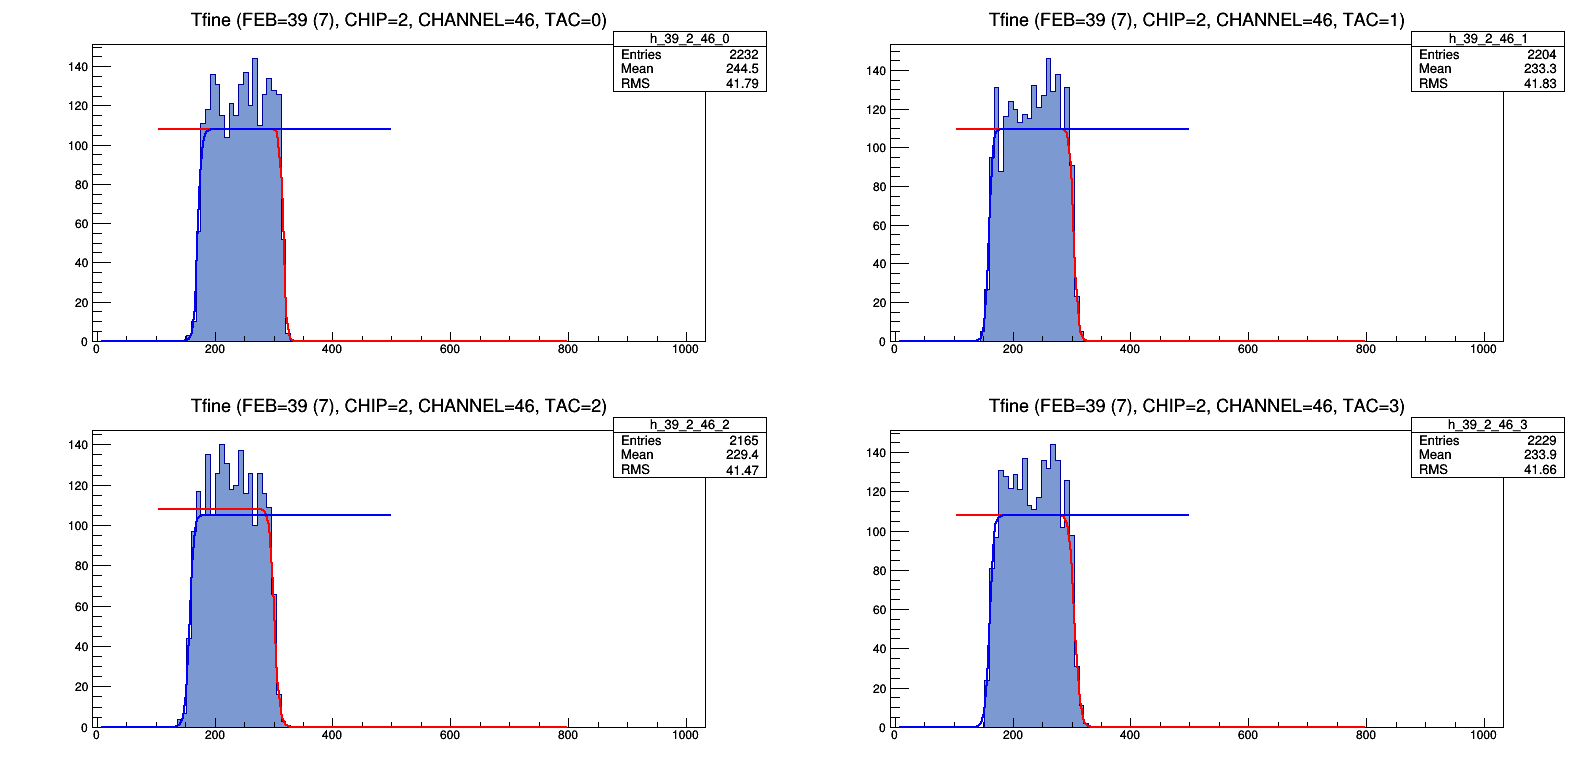 Tfine (FEB=39 (7), CHIP=2, CHANNEL=46, TAC=0)
h_39_2_46_0
Entries 2232
Mean 244.5
RMS 41.79
140
120
100
80
60
40
20
0
0 200 400 600 800 1000
Tfine (FEB=39 (7), CHIP=2, CHANNEL=46, TAC=1)
h_39_2_46_1
Entries 2204
Mean 233.3
RMS 41.83
140
120
100
80
60
40
20
0
0 200 400 600 800 1000
Tfine (FEB=39 (7), CHIP=2, CHANNEL=46, TAC=2)
h_39_2_46_2
Entries 2165
Mean 229.4
RMS 41.47
140
120
100
80
60
40
20
0
0 200 400 600 800 1000
Tfine (FEB=39 (7), CHIP=2, CHANNEL=46, TAC=3)
h_39_2_46_3
Entries 2229
Mean 233.9
RMS 41.66
140
120
100
80
60
40
20
0
0 200 400 600 800 1000